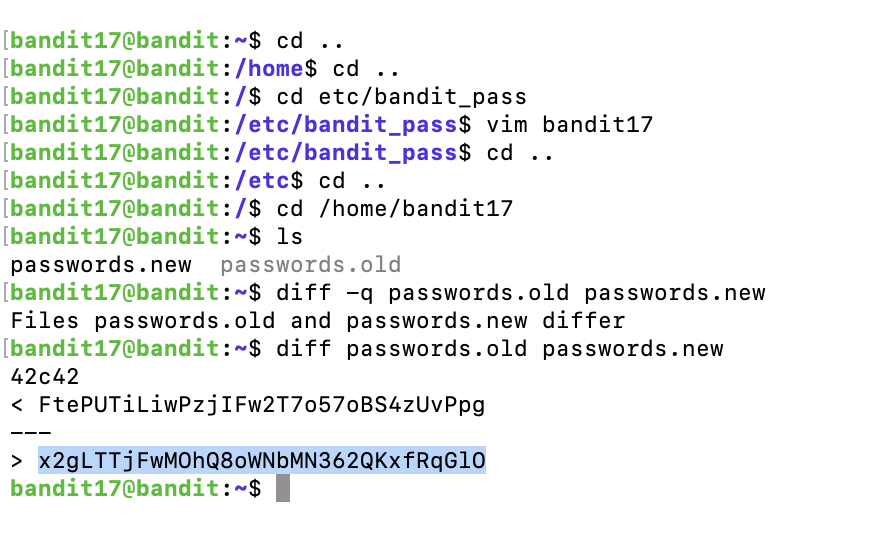 [bandit17@bandit:~$ cd ..
[bandit17@bandit:/home$ cd ..
[bandit17@bandit:/$ cd etc/bandit_pass
[bandit17@bandit:/etc/bandit_pass$ vim bandit17
[bandit17@bandit:/etc/bandit_pass$ cd ..
[bandit17@bandit:/etc$ cd ..
[bandit17@bandit:/$ cd /home/bandit17
[bandit17@bandit:~$ ls
passwords.new  passwords.old
[bandit17@bandit:~$ diff -q passwords.old passwords.new
Files passwords.old and passwords.new differ
[bandit17@bandit:~$ diff passwords.old passwords.new
42c42
< FtePUTiLiwPzjIFw2T7o57oBS4zUvPpg
---
> x2gLTTjFwMOhQ8oWNbMN362QKxfRqGlO
bandit17@bandit:~$